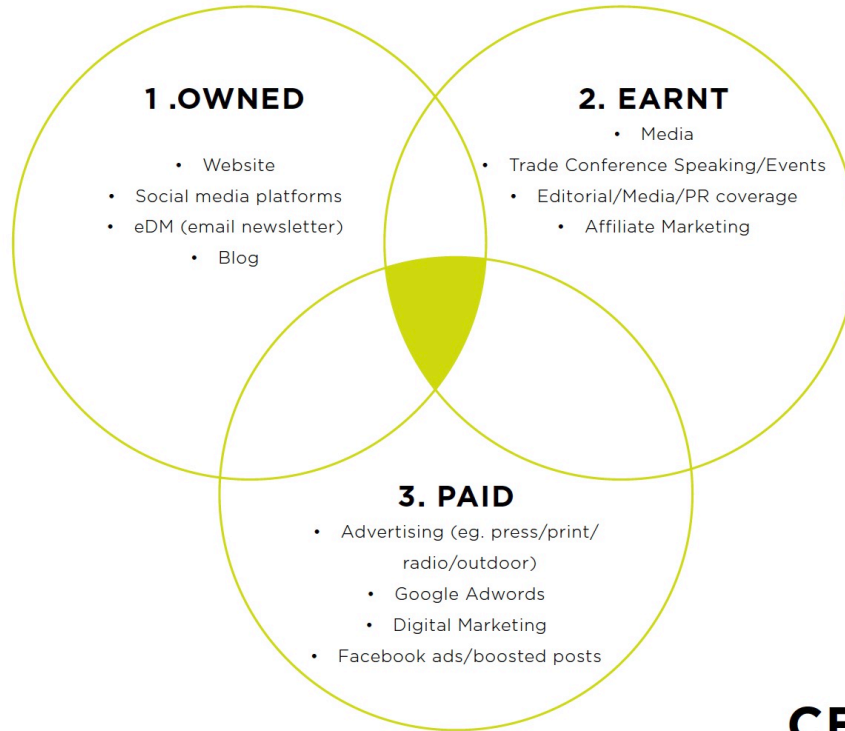 1 .OWNED
• Website
• Social media platforms
• eDM (email newsletter)
• Blog
2. EARNT
• Media
• Trade Conference Speaking/Events
• Editorial/Media/PR coverage
• Affiliate Marketing
3. PAID
• Advertising (eg. press/print/
radio/outdoor)
• Google Adwords
• Digital Marketing
• Facebook ads/boosted posts